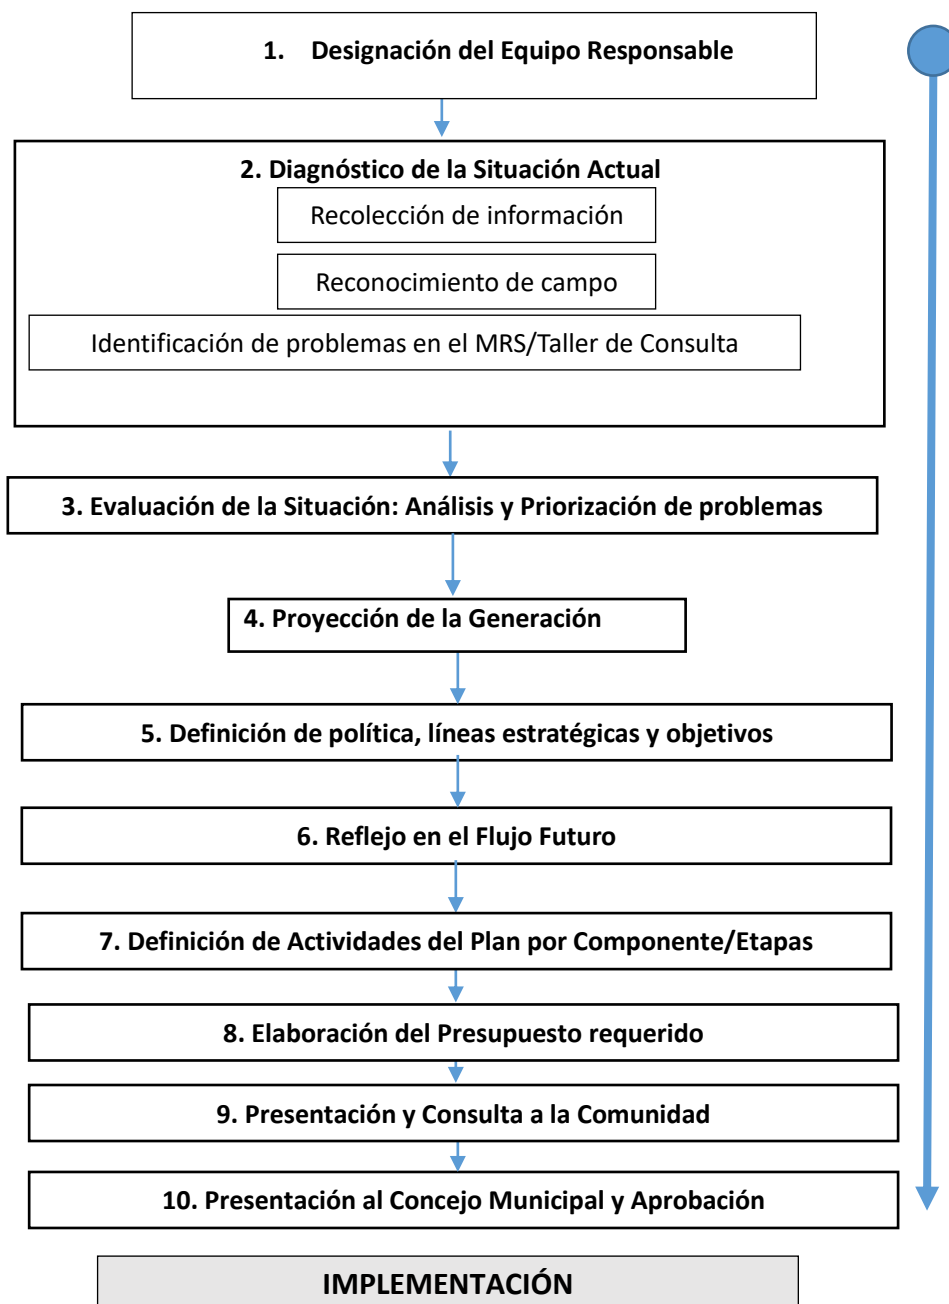 1. Designación del Equipo Responsable
2. Diagnóstico de la Situación Actual
Recolección de información
Reconocimiento de campo
Identificación de problemas en el MRS/Taller de Consulta
3. Evaluación de la Situación: Análisis y Priorización de problemas
4. Proyección de la Generación
5. Definición de política, líneas estratégicas y objetivos
6. Reflejo en el Flujo Futuro
7. Definición de Actividades del Plan por Componente/Etapas
8. Elaboración del Presupuesto requerido
9. Presentación y Consulta a la Comunidad
10. Presentación al Concejo Municipal y Aprobación
IMPLEMENTACIÓN